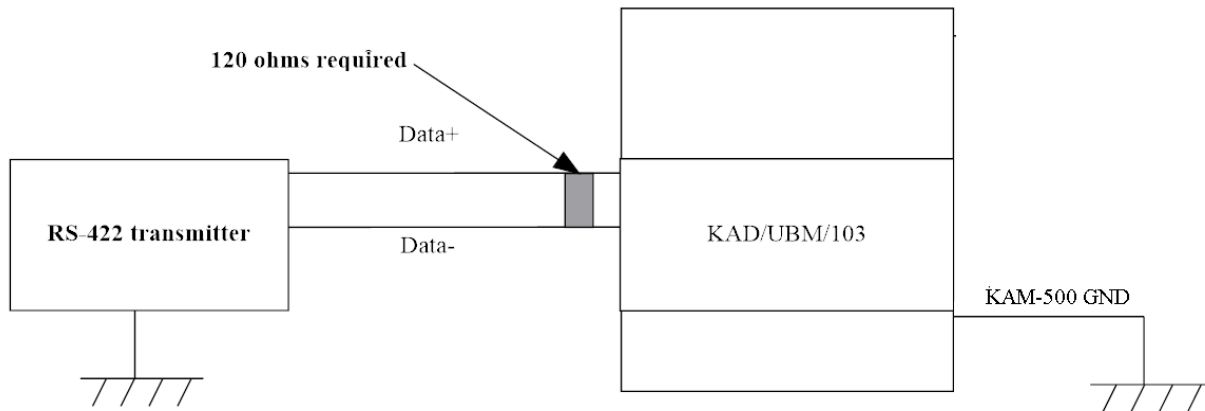 120 ohms required
Data+
RS-422 transmitter
Data-
KAD/UBM/103
KAM-500 GND